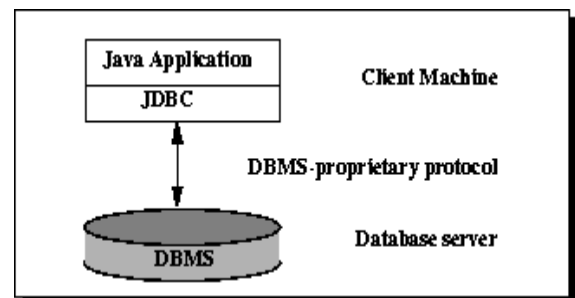 Java Application
Client Machine
JDBC
DBMS-proprietary protocol
Database server
DBMS